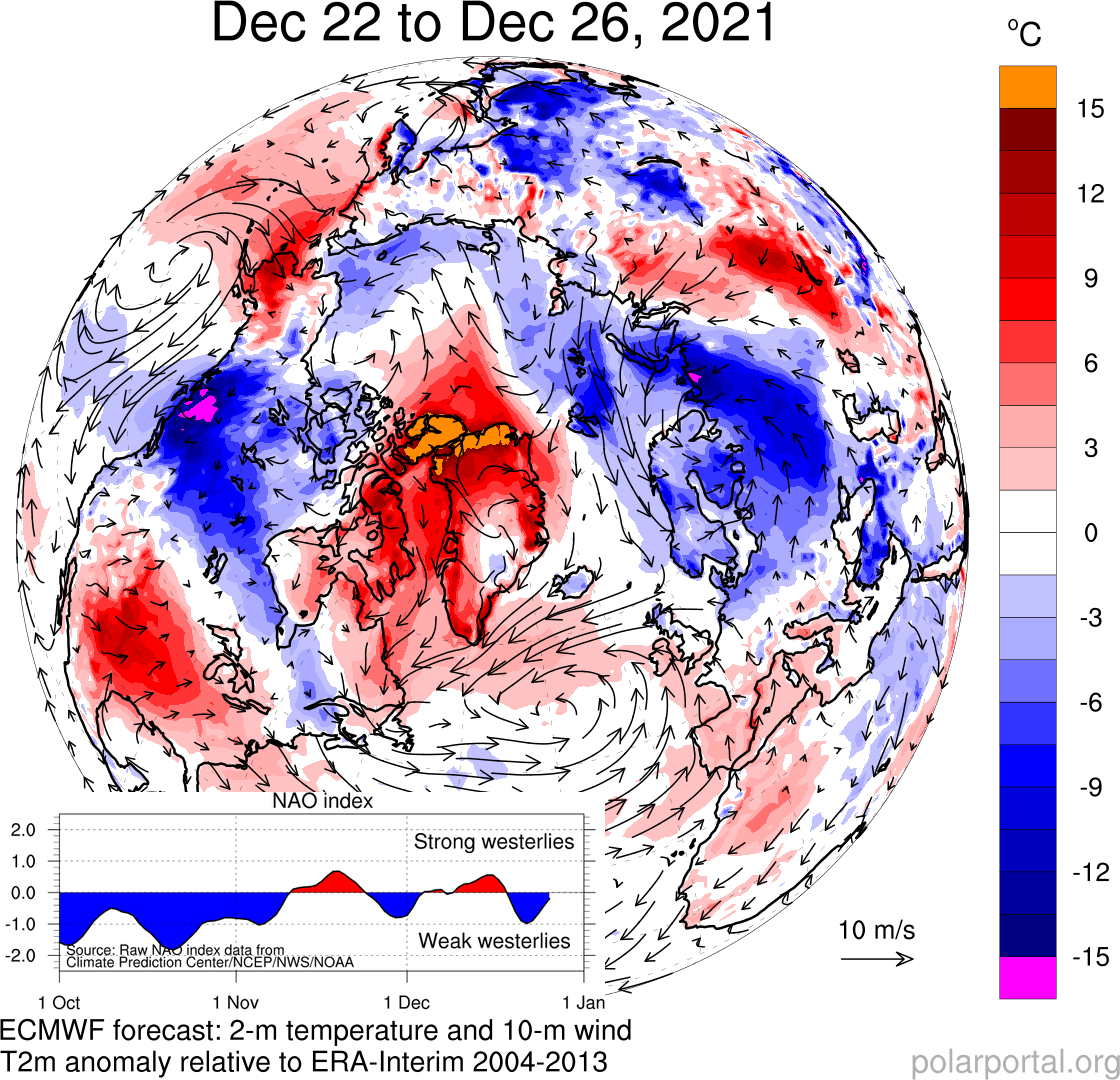 Dec 22 to Dec 26, 2021
°C
15
12
9
6
3
0
-3
-6
-9
-12
-15
10 m/s
NAO index
2.0
1.0
0.0
-1.0
-2.0
Strong westerlies
Weak westerlies
Source: Raw NAO index data from
Climate Prediction Center/NCEP/NWS/NOAA
1 Oct
1 Nov
1 Dec
1 Jan
ECMWF forecast: 2-m temperature and 10-m wind
T2m anomaly relative to ERA-Interim 2004-2013
polarportal.org